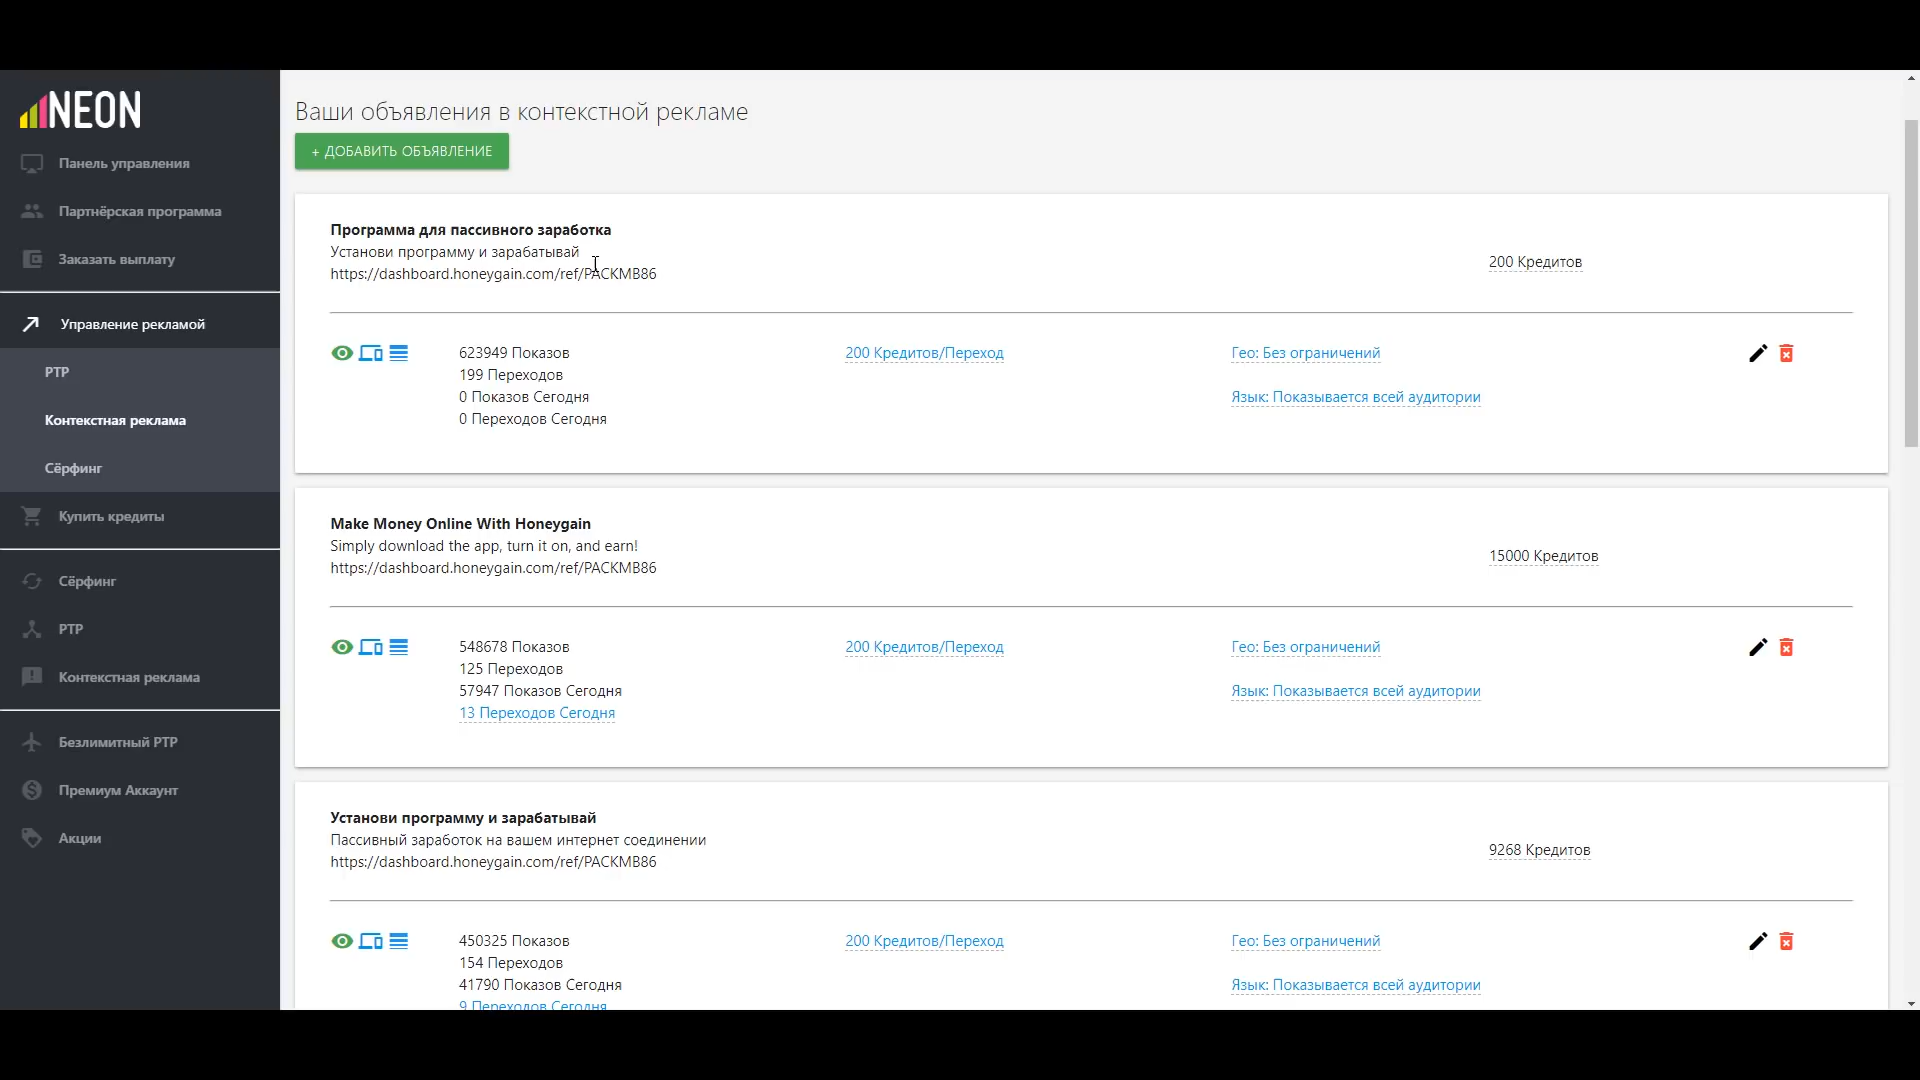 NEON
Панель управления
Партнёрская программа
Заказать выплату
Управление рекламой
PTP
Контекстная реклама
Сёрфинг
Купить кредиты
Сёрфинг
PTP
Контекстная реклама
Безлимитный PTP
Премиум Аккаунт
Акции
Ваши объявления в контекстной рекламе
+ ДОБАВИТЬ ОБЪЯВЛЕНИЕ
Программа для пассивного заработка
Установи программу и зарабатывай
https://dashboard.honeygain.com/ref/PACKMB86
200 Кредитов
623949 Показов
199 Переходов
0 Показов Сегодня
0 Переходов Сегодня
200 Кредитов/Переход
Гео: Без ограничений
Язык: Показывается всей аудитории
Make Money Online With Honeygain
Simply download the app, turn it on, and earn!
https://dashboard.honeygain.com/ref/PACKMB86
15000 Кредитов
548678 Показов
125 Переходов
57947 Показов Сегодня
13 Переходов Сегодня
200 Кредитов/Переход
Гео: Без ограничений
Язык: Показывается всей аудитории
Установи программу и зарабатывай
Пассивный заработок на вашем интернет соединении
https://dashboard.honeygain.com/ref/PACKMB86
9268 Кредитов
450325 Показов
154 Переходов
41790 Показов Сегодня
9 Переходов Сегодня
200 Кредитов/Переход
Гео: Без ограничений
Язык: Показывается всей аудитории